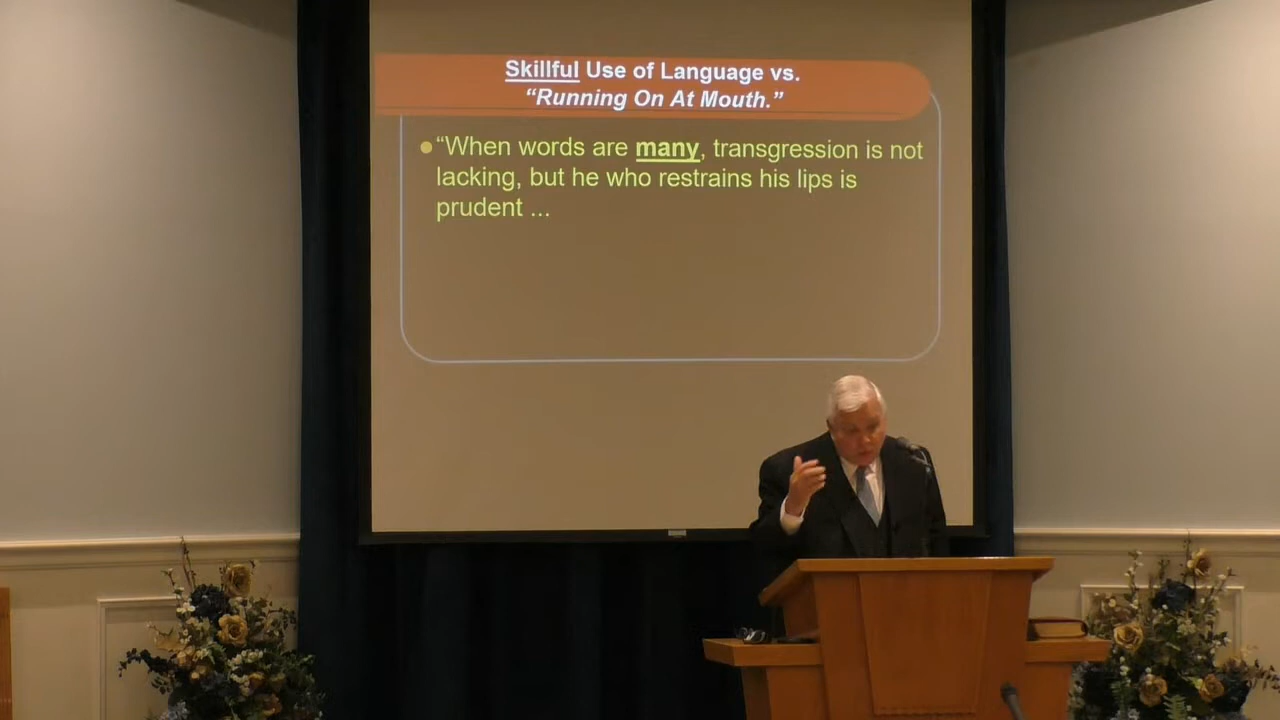 Skillful Use of Language vs.
“Running On At Mouth.”
“When words are many, transgression is not
lacking, but he who restrains his lips is
prudent ...